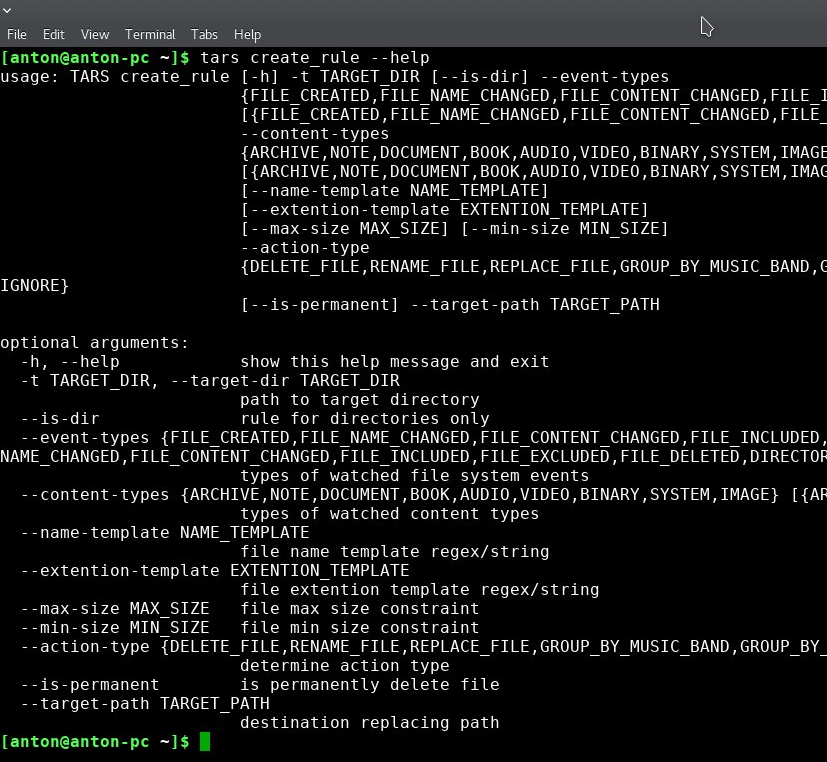 File Edit View Terminal Tabs Help
[anton@anton-pc ~]$ tars create_rule --help
usage: TARS create_rule [-h] -t TARGET_DIR [--is-dir] --event-types
{FILE_CREATED,FILE_NAME_CHANGED,FILE_CONTENT_CHANGED,FILE_I
[{FILE_CREATED,FILE_NAME_CHANGED,FILE_CONTENT_CHANGED,FILE_
--content-types
{ARCHIVE,NOTE,DOCUMENT,BOOK,AUDIO,VIDEO,BINARY,SYSTEM,IMAGE
[{ARCHIVE,NOTE,DOCUMENT,BOOK,AUDIO,VIDEO,BINARY,SYSTEM,IMAG
[--name-template NAME_TEMPLATE]
[--extention-template EXTENTION_TEMPLATE]
[--max-size MAX_SIZE] [--min-size MIN_SIZE]
--action-type
{DELETE_FILE,RENAME_FILE,REPLACE_FILE,GROUP_BY_MUSIC_BAND,G
IGNORE}
[--is-permanent] --target-path TARGET_PATH
optional arguments:
-h, --help show this help message and exit
-t TARGET_DIR, --target-dir TARGET_DIR
path to target directory
--is-dir rule for directories only
--event-types {FILE_CREATED,FILE_NAME_CHANGED,FILE_CONTENT_CHANGED,FILE_INCLUDED,
NAME_CHANGED,FILE_CONTENT_CHANGED,FILE_INCLUDED,FILE_EXCLUDED,FILE_DELETED,DIRECTOR
types of watched file system events
--content-types {ARCHIVE,NOTE,DOCUMENT,BOOK,AUDIO,VIDEO,BINARY,SYSTEM,IMAGE} [{AR
types of watched content types
--name-template NAME_TEMPLATE
file name template regex/string
--extention-template EXTENTION_TEMPLATE
file extention template regex/string
--max-size MAX_SIZE file max size constraint
--min-size MIN_SIZE file min size constraint
--action-type {DELETE_FILE,RENAME_FILE,REPLACE_FILE,GROUP_BY_MUSIC_BAND,GROUP_BY_
determine action type
--is-permanent is permanently delete file
--target-path TARGET_PATH
destination replacing path
[anton@anton-pc ~]$